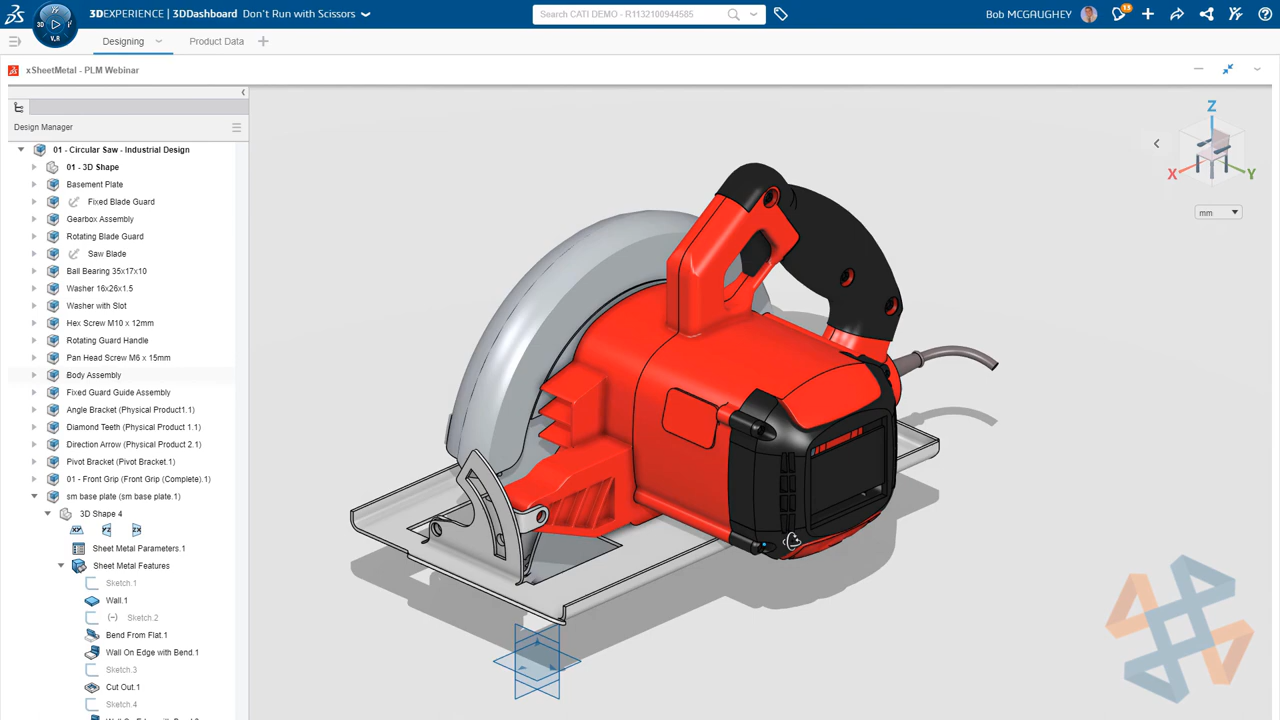 3DEXPERIENCE | 3DDashboard Don't Run with Scissors
Search CATI DEMO - R1132100944585
Bob MCGAUGHEY
13
3D
V.R
Designing
Product Data
xSheetMetal - PLM Webinar
Design Manager
01 - Circular Saw - Industrial Design
01 - 3D Shape
Basement Plate
Fixed Blade Guard
Gearbox Assembly
Rotating Blade Guard
Saw Blade
Ball Bearing 35x17x10
Washer 16x26x1.5
Washer with Slot
Hex Screw M10 x 12mm
Rotating Guard Handle
Pan Head Screw M6 x 15mm
Body Assembly
Fixed Guard Guide Assembly
Angle Bracket (Physical Product1.1)
Diamond Teeth (Physical Product 1.1)
Direction Arrow (Physical Product 2.1)
Pivot Bracket (Pivot Bracket.1)
01 - Front Grip (Front Grip (Complete).1)
sm base plate (sm base plate.1)
3D Shape 4
XY YZ ZX
Sheet Metal Parameters.1
Sheet Metal Features
Sketch.1
Wall.1
(-) Sketch.2
Bend From Flat.1
Wall On Edge with Bend.1
Sketch.3
Cut Out.1
Sketch.4
Z
X
Y
mm